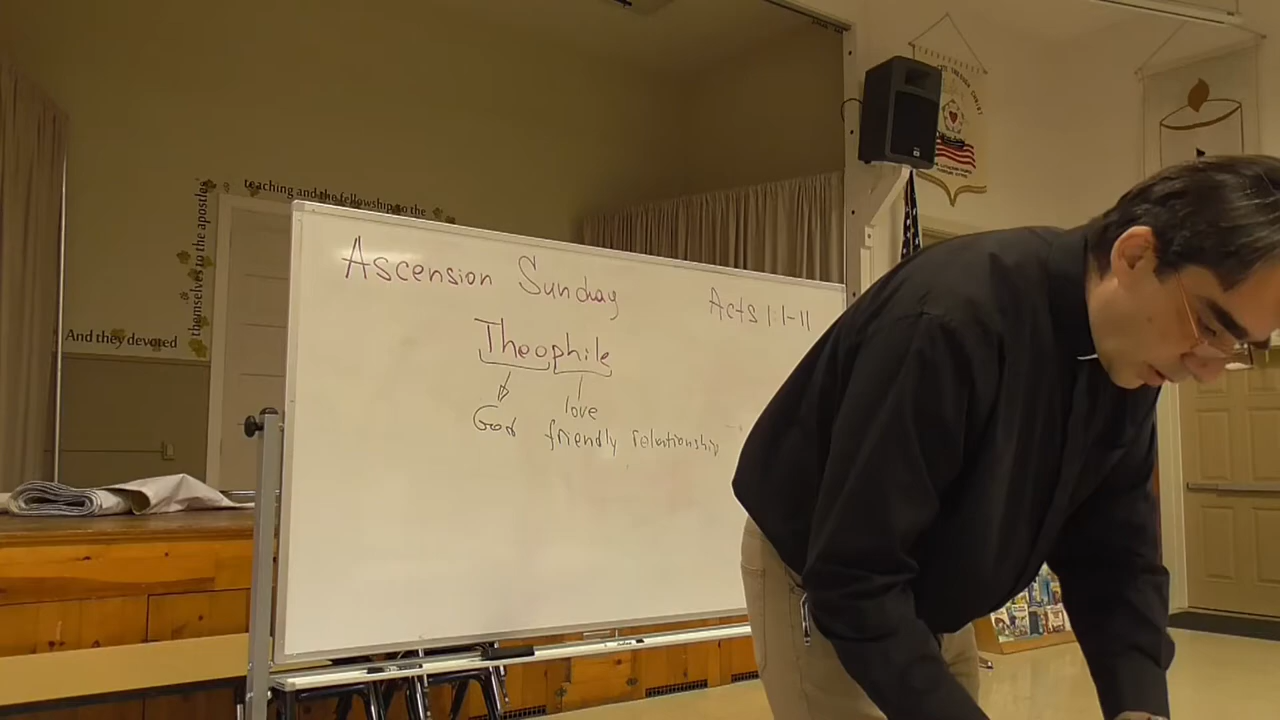 teaching and the fellowship, to the
themselves to the apostles'
And they devoted
Ascension Sunday
Acts 1:1-11
Theophile
God
love
friendly relationship